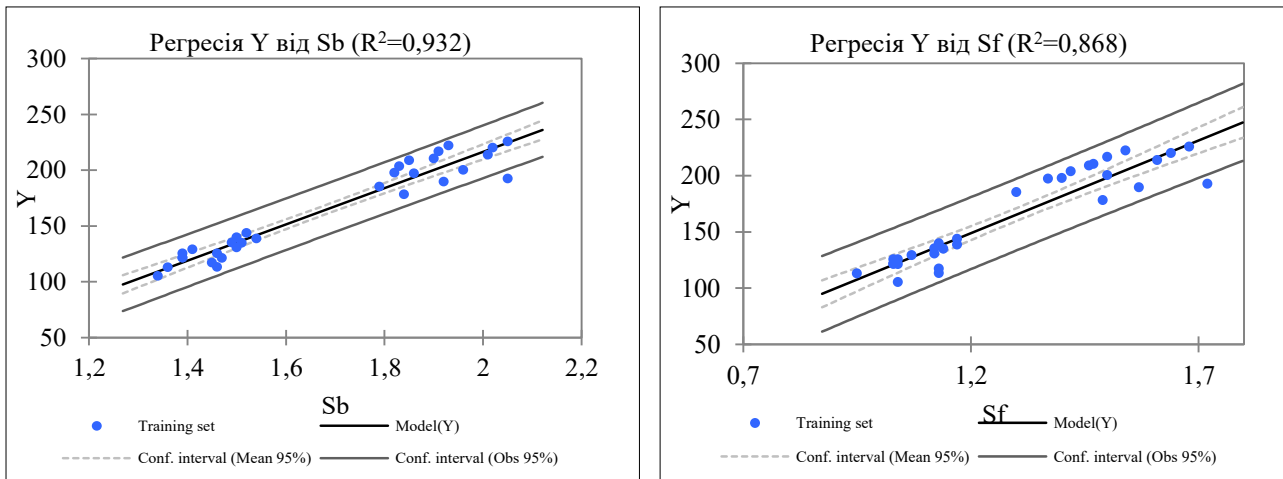 Регресія Y від Sb (R²=0,932)
300
250
200
150
100
50
Y
1,2
1,4
1,6
1,8
2
2,2
Sb
Training set
Model(Y)
Conf. interval (Mean 95%)
Conf. interval (Obs 95%)
Регресія Y від Sf (R²=0,868)
300
250
200
150
100
50
Y
0,7
1,2
1,7
Sf
Training set
Model(Y)
Conf. interval (Mean 95%)
Conf. interval (Obs 95%)